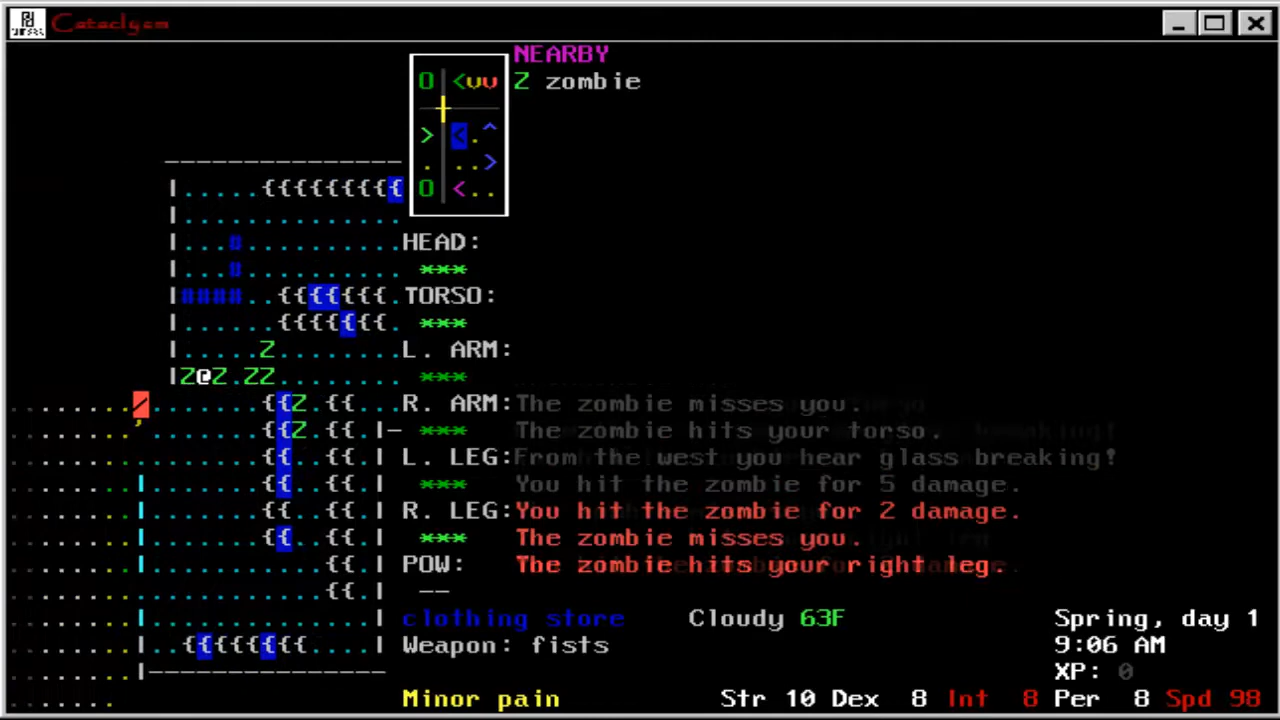 Cataclysm
NEARBY
O <υυ Z zombie
> <.^
. ..>
O <..
---------------
|.....{{{{{{{{{
|..............
|...#..........
|...#..........
|####..{{{{{{{.
|......{{{{{{{.
|.....Z........
|Z@Z.ZZ........
HEAD:
***
TORSO:
***
L. ARM:
***
R. ARM: The zombie misses you.
*** The zombie hits your torso.
L. LEG: From the west you hear glass breaking!
*** You hit the zombie for 5 damage.
R. LEG: You hit the zombie for 2 damage.
*** The zombie misses you.
POW: The zombie hits your right leg.
--
clothing store Cloudy 63F Spring, day 1
Weapon: fists 9:06 AM
XP: 0
Minor pain Str 10 Dex 8 Int 8 Per 8 Spd 98